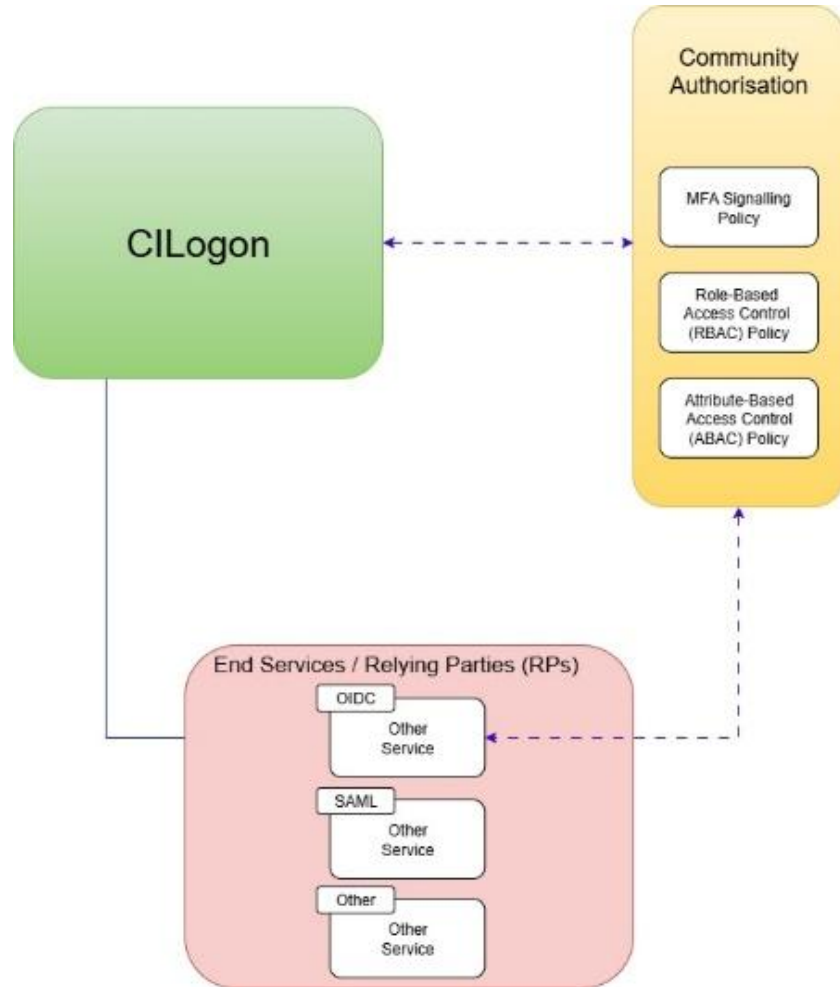 Community
Authorisation
CILogon
MFA Signalling
Policy
Role-Based
Access Control
(RBAC) Policy
Attribute-Based
Access Control
(ABAC) Policy
End Services / Relying Parties (RPs)
OIDC
Other
Service
SAML
Other
Service
Other
Other
Service